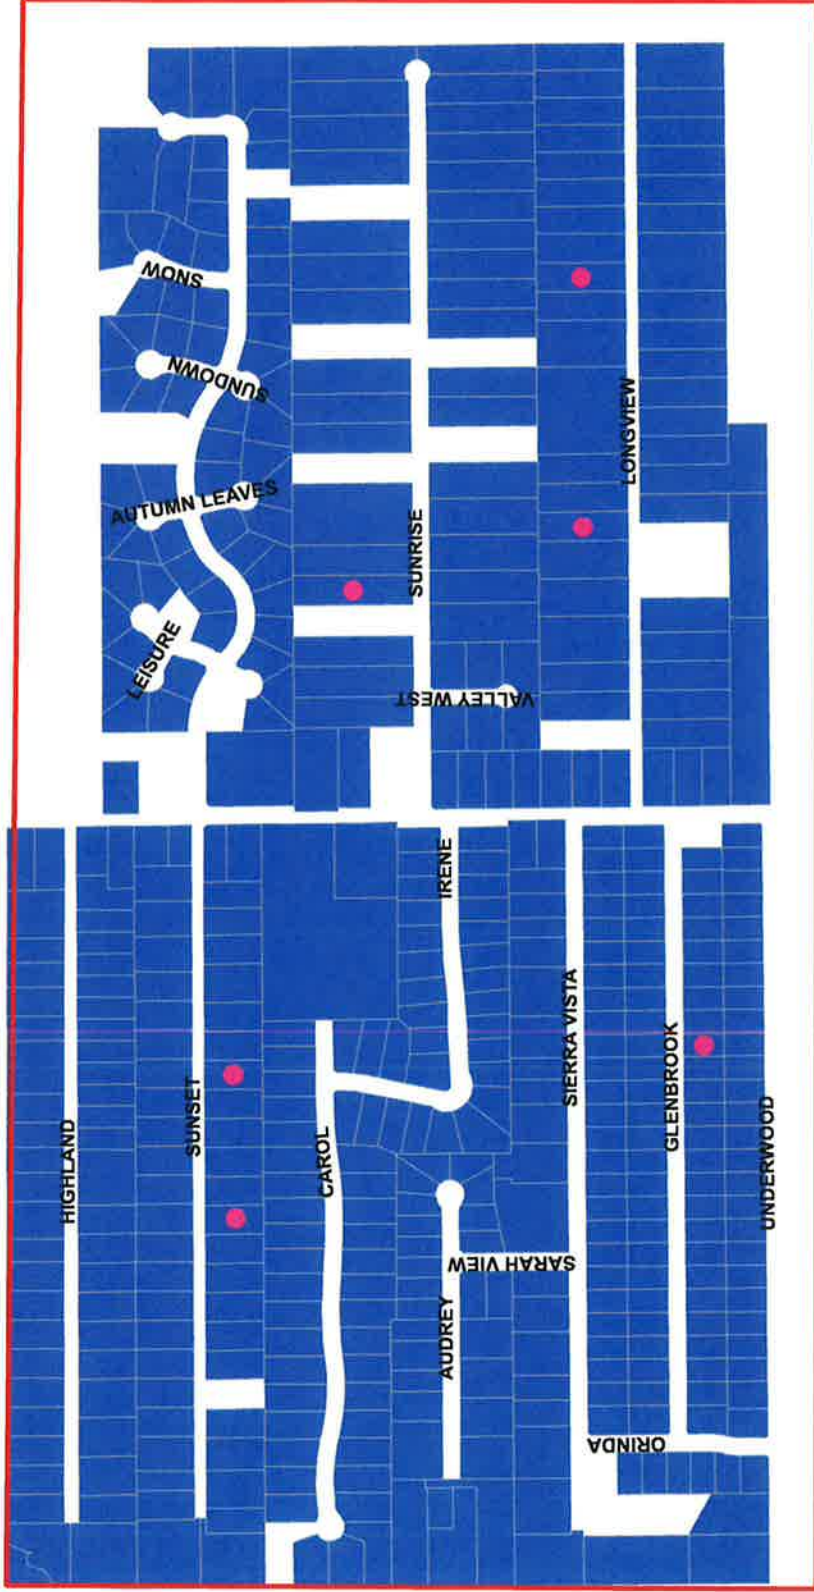 SNOW
SUNDOWN
AUTUMN LEAVES
LEISURE
SUNRISE
LONGVIEW
VALLEY WEST
IRENE
HIGHLAND
SUNSET
CAROL
SIERRA VISTA
GLENBROOK
UNDERWOOD
SARAH VIEW
AUDREY
ORINDA